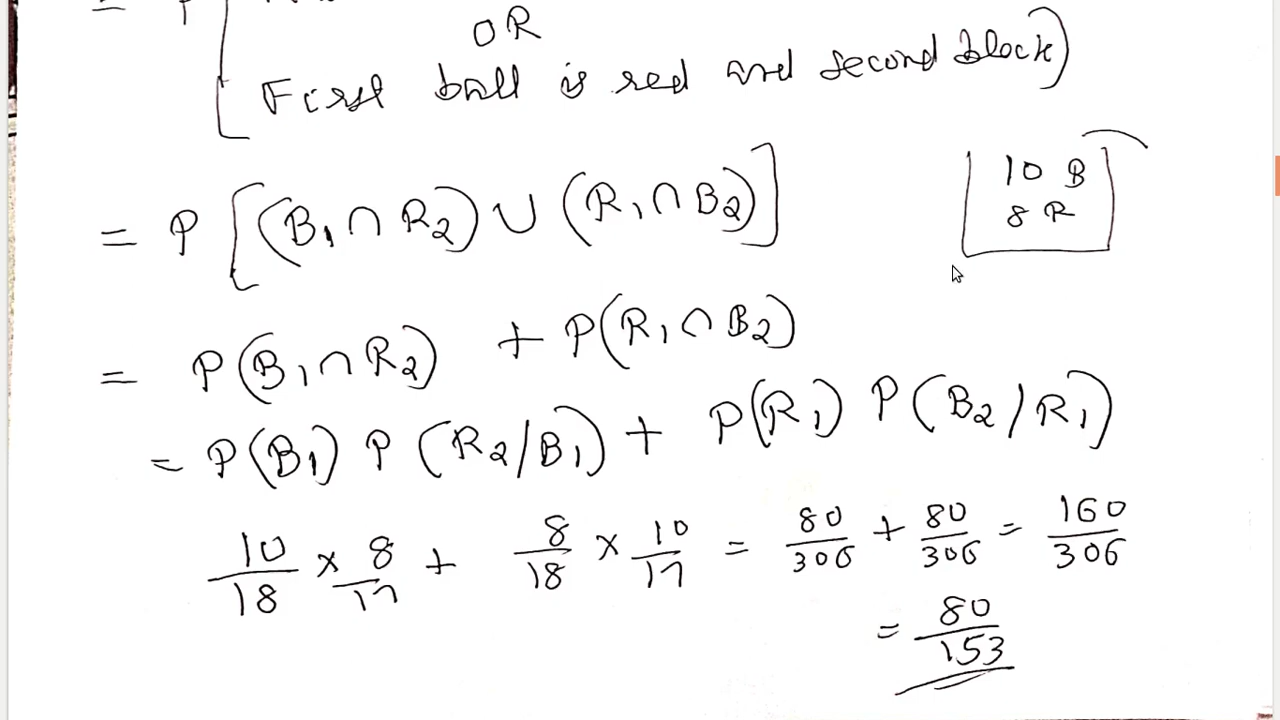 = P
OR
First ball is red and second black)
= P [(B₁ ∩ R₂) ∪ (R₁ ∩ B₂)]
10 B
8 R
= P(B₁ ∩ R₂) + P(R₁ ∩ B₂)
= P(B₁) P(R₂/B₁) + P(R₁) P(B₂/R₁)
10/18 × 8/17 + 8/18 × 10/17 = 80/306 + 80/306 = 160/306
= 80/153